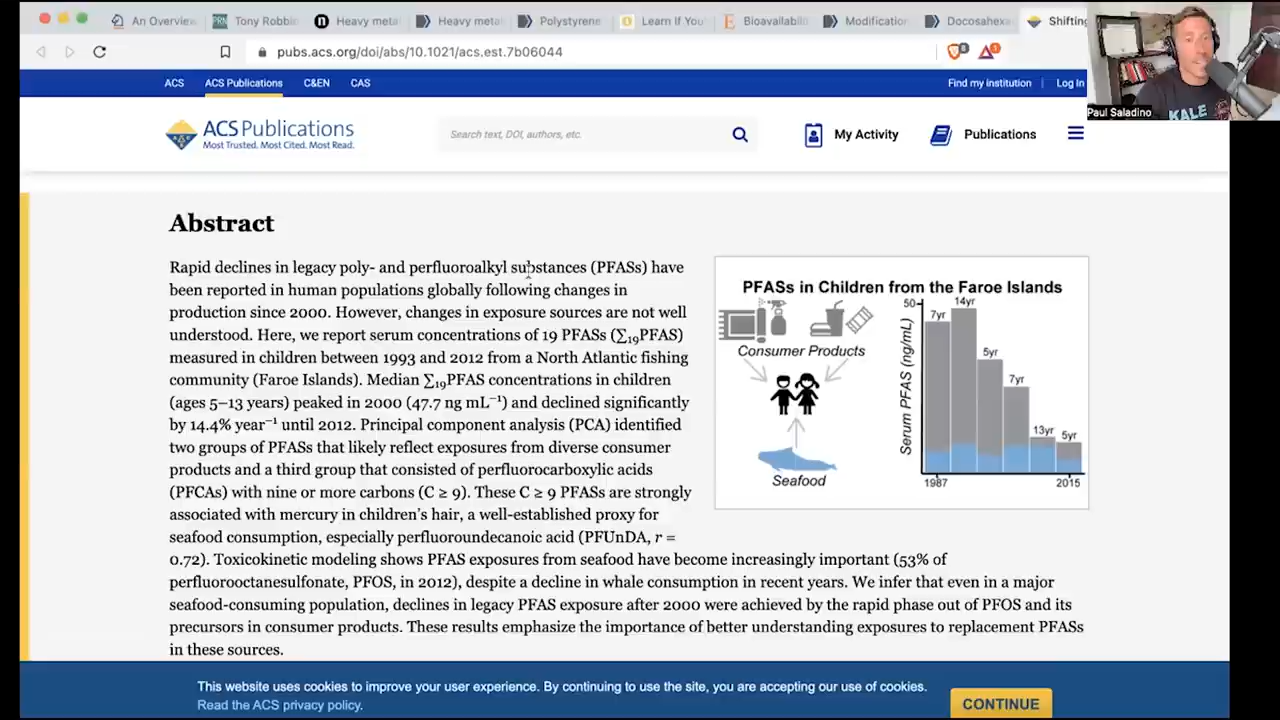 An Overview
PRN
Tony Robbi
n
Heavy meta
Heavy meta
Polystyrene
Learn If You
E
Bioavailabili
Modification
Docosahexa
Shifting
pubs.acs.org/doi/abs/10.1021/acs.est.7b06044
Paul Saladino
KALE
ACS
ACS Publications
C&EN
CAS
Find my institution
Log In
ACS Publications
Most Trusted. Most Cited. Most Read.
Search text, DOI, authors, etc.
My Activity
Publications
Abstract
Rapid declines in legacy poly- and perfluoroalkyl substances (PFASs) have
been reported in human populations globally following changes in
production since 2000. However, changes in exposure sources are not well
understood. Here, we report serum concentrations of 19 PFASs (∑₁₉PFAS)
measured in children between 1993 and 2012 from a North Atlantic fishing
community (Faroe Islands). Median ∑₁₉PFAS concentrations in children
(ages 5–13 years) peaked in 2000 (47.7 ng mL⁻¹) and declined significantly
by 14.4% year⁻¹ until 2012. Principal component analysis (PCA) identified
two groups of PFASs that likely reflect exposures from diverse consumer
products and a third group that consisted of perfluorocarboxylic acids
(PFCAs) with nine or more carbons (C ≥ 9). These C ≥ 9 PFASs are strongly
associated with mercury in children's hair, a well-established proxy for
seafood consumption, especially perfluoroundecanoic acid (PFUnDA, r =
0.72). Toxicokinetic modeling shows PFAS exposures from seafood have become increasingly important (53% of
perfluorooctanesulfonate, PFOS, in 2012), despite a decline in whale consumption in recent years. We infer that even in a major
seafood-consuming population, declines in legacy PFAS exposure after 2000 were achieved by the rapid phase out of PFOS and its
precursors in consumer products. These results emphasize the importance of better understanding exposures to replacement PFASs
in these sources.
PFASs in Children from the Faroe Islands
Consumer Products
Seafood
Serum PFAS (ng/mL)
50
7yr
14yr
5yr
7yr
13yr
5yr
1987
2015
This website uses cookies to improve your user experience. By continuing to use the site, you are accepting our use of cookies.
Read the ACS privacy policy.
CONTINUE